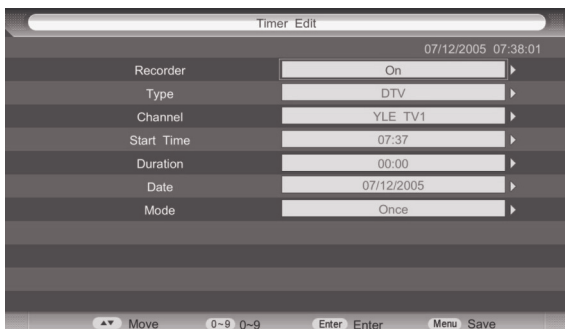 Timer Edit
07/12/2005 07:38:01
Recorder On
Type DTV
Channel YLE TV1
Start Time 07:37
Duration 00:00
Date 07/12/2005
Mode Once
Move 0~9 0~9 Enter Enter Menu Save